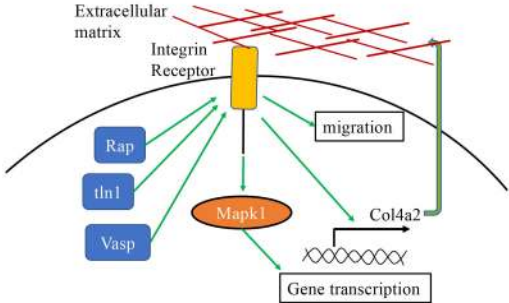 Extracellular
matrix
Integrin
Receptor
Rap
tln1
Vasp
migration
Mapk1
Col4a2
Gene transcription